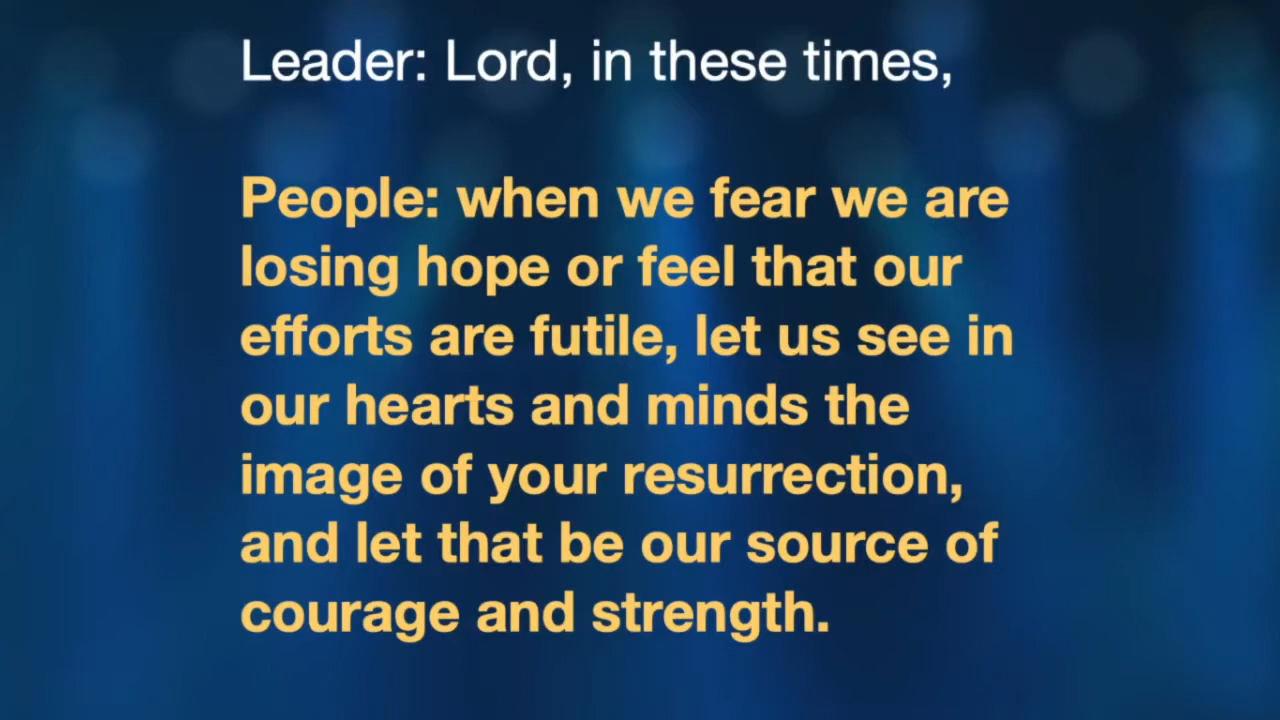 Leader: Lord, in these times,
People: when we fear we are
losing hope or feel that our
efforts are futile, let us see in
our hearts and minds the
image of your resurrection,
and let that be our source of
courage and strength.